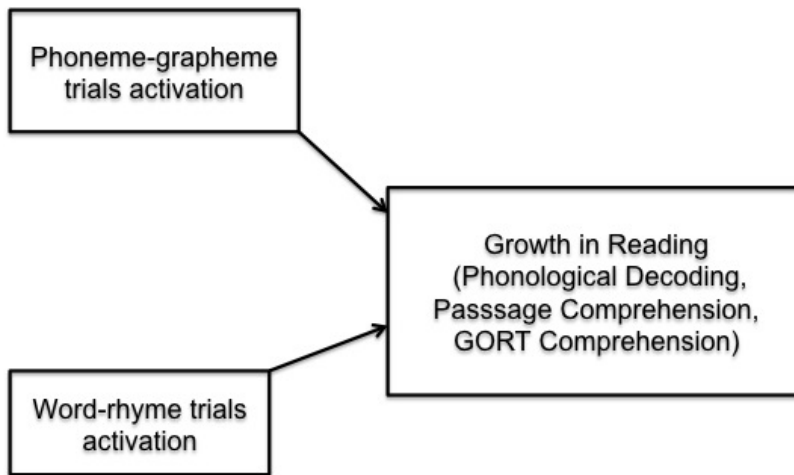 Phoneme-grapheme
trials activation
Growth in Reading
(Phonological Decoding,
Passsage Comprehension,
GORT Comprehension)
Word-rhyme trials
activation